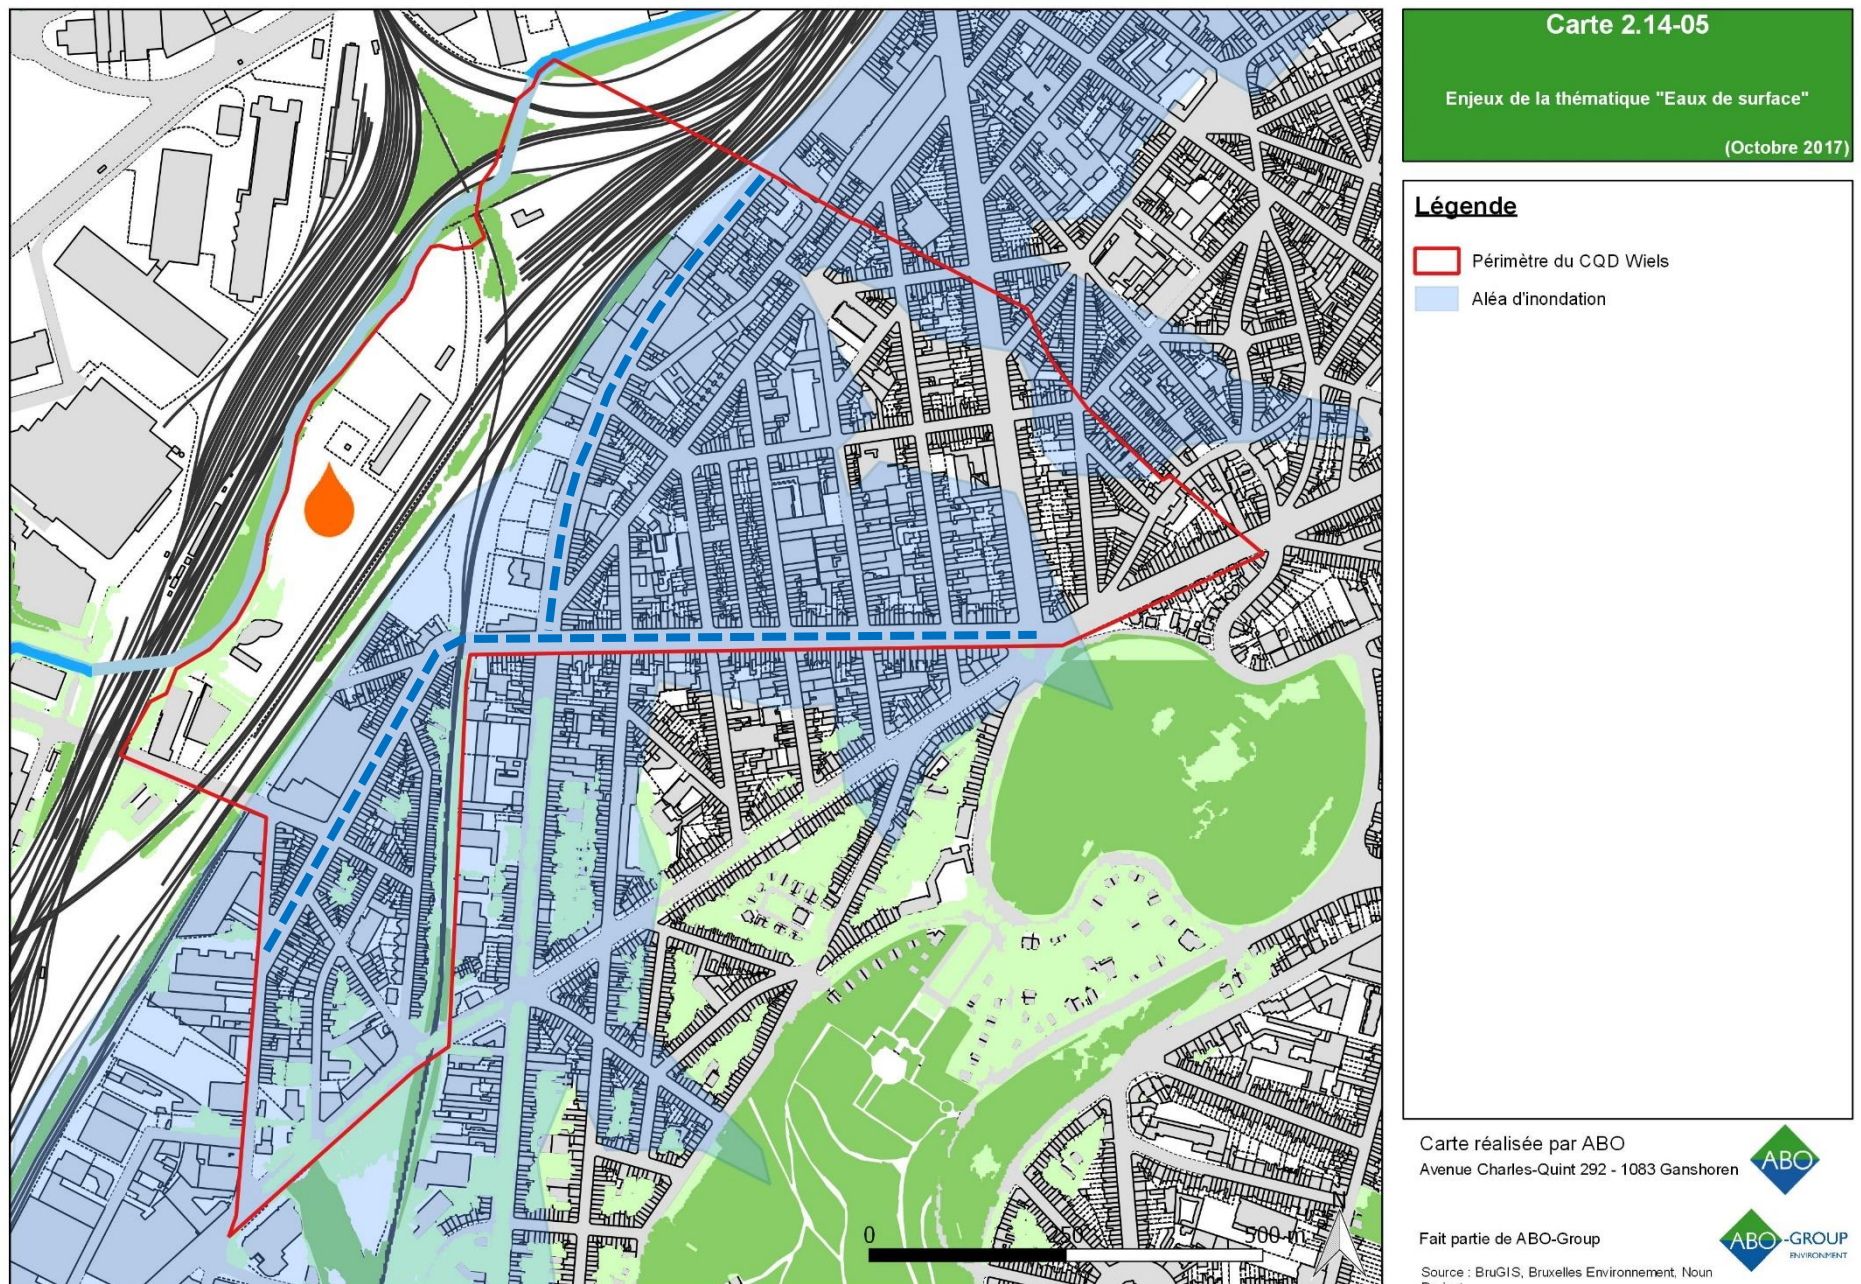 Carte 2.14-05
Enjeux de la thématique "Eaux de surface"
(Octobre 2017)
Légende
Périmètre du CQD Wiels
Aléa d'inondation
0 250 500 m
Carte réalisée par ABO
Avenue Charles-Quint 292 - 1083 Ganshoren
ABO
Fait partie de ABO-Group
ABO-GROUP
ENVIRONMENT
Source : BruGIS, Bruxelles Environnement, Noun